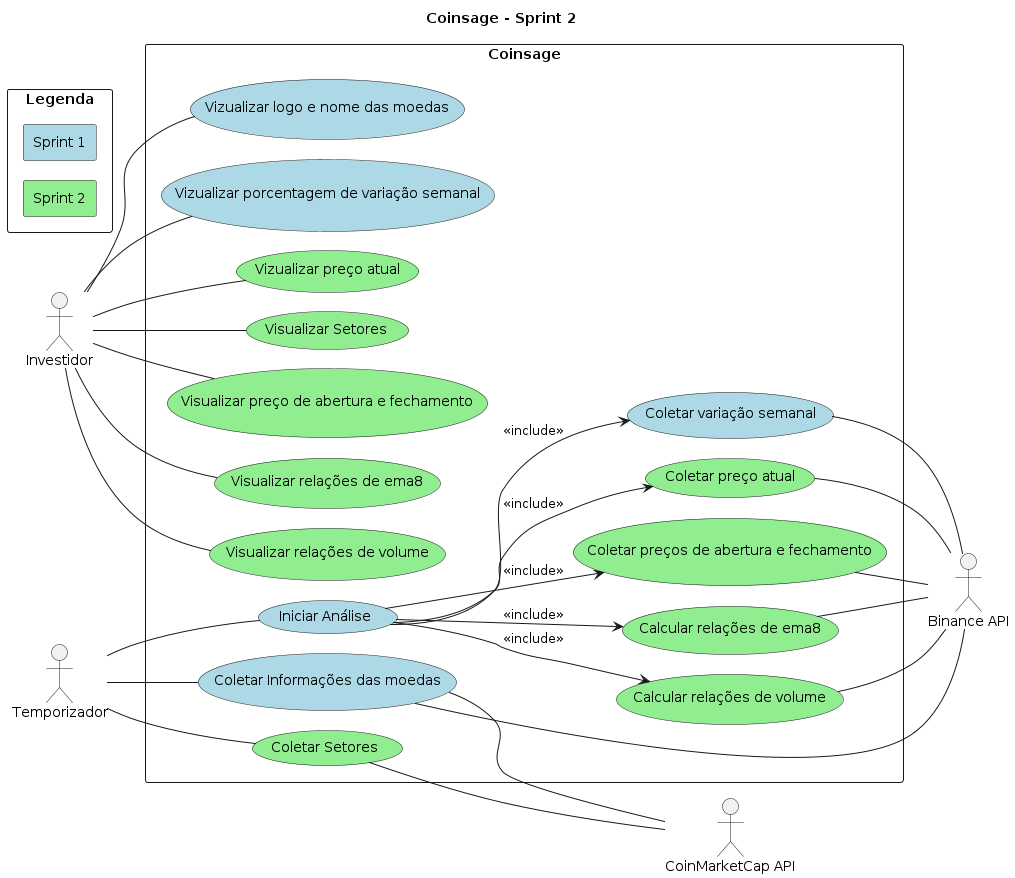 Coinsage - Sprint 2
Coinsage
Legenda
Sprint 1
Sprint 2
Vizualizar logo e nome das moedas
Vizualizar porcentagem de variação semanal
Vizualizar preço atual
Visualizar Setores
Visualizar preço de abertura e fechamento
Visualizar relações de ema8
Visualizar relações de volume
Iniciar Análise
Coletar Informações das moedas
Coletar Setores
Investidor
Temporizador
«include»
«include»
«include»
«include»
«include»
Coletar variação semanal
Coletar preço atual
Coletar preços de abertura e fechamento
Calcular relações de ema8
Calcular relações de volume
Binance API
CoinMarketCap API